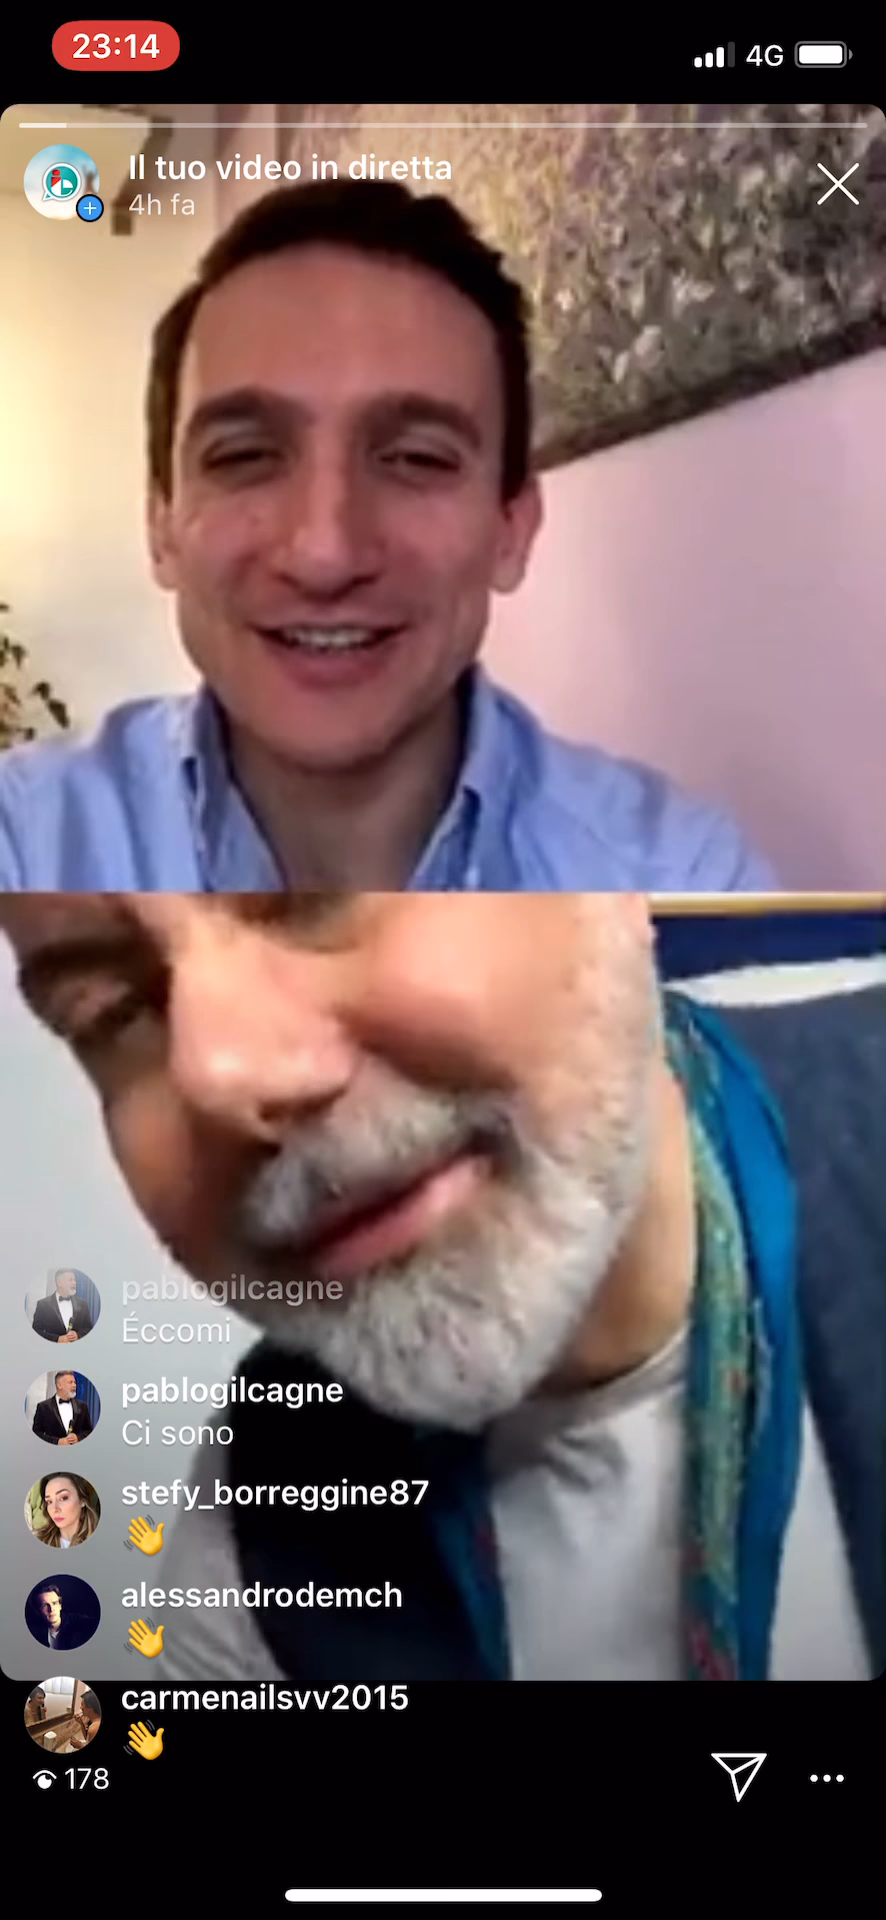 23:14
4G
Il tuo video in diretta
4h fa
pablogilcagne
Éccomi
pablogilcagne
Ci sono
stefy_borreggine87
👋
alessandrodemch
👋
carmenailsvv2015
👋
178